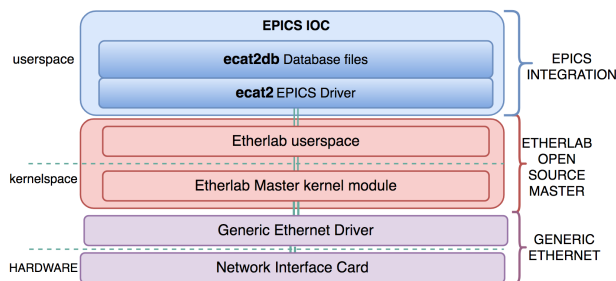 EPICS IOC
userspace
ecat2db Database files
EPICS
INTEGRATION
ecat2 EPICS Driver
Etherlab userspace
ETHERLAB
OPEN
SOURCE
MASTER
kernelspace
Etherlab Master kernel module
Generic Ethernet Driver
GENERIC
ETHERNET
HARDWARE
Network Interface Card